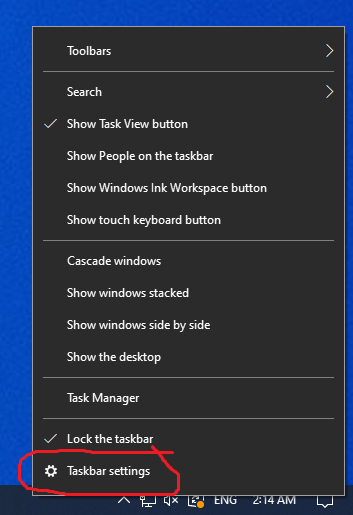 Toolbars
Search
Show Task View button
Show People on the taskbar
Show Windows Ink Workspace button
Show touch keyboard button
Cascade windows
Show windows stacked
Show windows side by side
Show the desktop
Task Manager
Lock the taskbar
Taskbar settings
ENG 2:14 AM